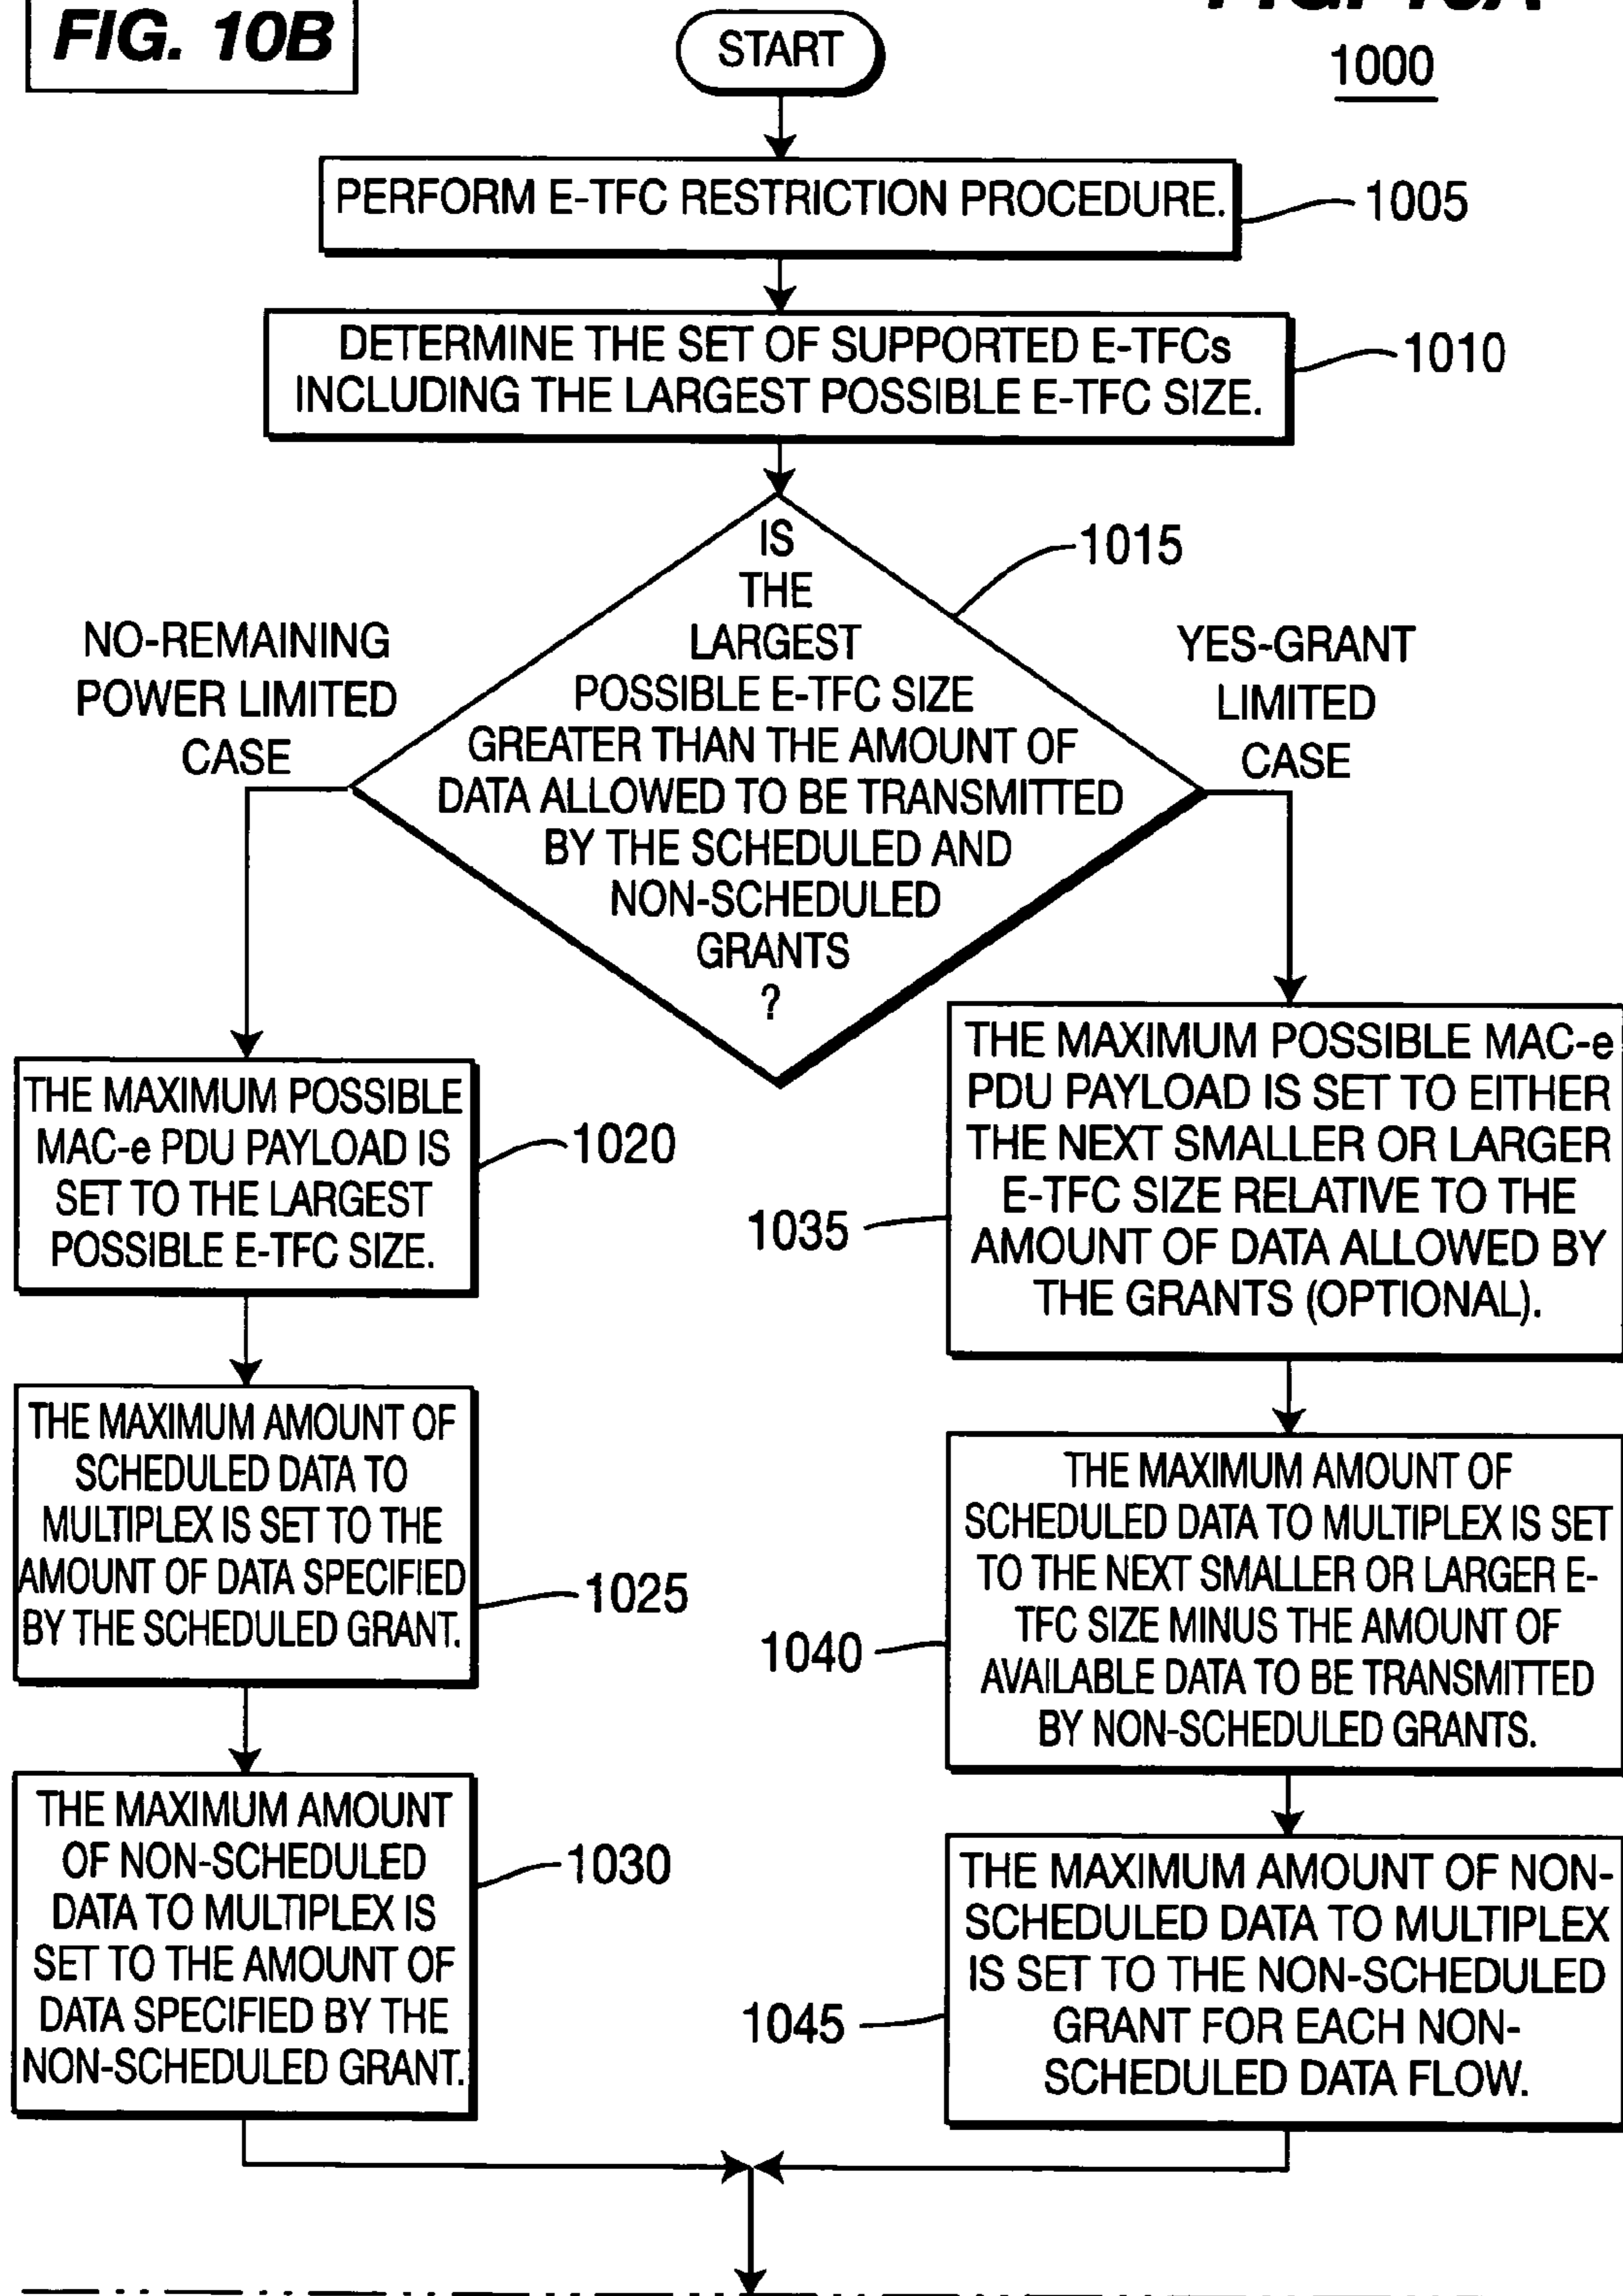 FIG. 10B
FIG. 10A
1000
START
PERFORM E-TFC RESTRICTION PROCEDURE.
1005
DETERMINE THE SET OF SUPPORTED E-TFCs
INCLUDING THE LARGEST POSSIBLE E-TFC SIZE.
1010
IS
THE
LARGEST
POSSIBLE E-TFC SIZE
GREATER THAN THE AMOUNT OF
DATA ALLOWED TO BE TRANSMITTED
BY THE SCHEDULED AND
NON-SCHEDULED
GRANTS
?
1015
NO-REMAINING
POWER LIMITED
CASE
YES-GRANT
LIMITED
CASE
THE MAXIMUM POSSIBLE
MAC-e PDU PAYLOAD IS
SET TO THE LARGEST
POSSIBLE E-TFC SIZE.
1020
THE MAXIMUM AMOUNT OF
SCHEDULED DATA TO
MULTIPLEX IS SET TO THE
AMOUNT OF DATA SPECIFIED
BY THE SCHEDULED GRANT.
1025
THE MAXIMUM AMOUNT
OF NON-SCHEDULED
DATA TO MULTIPLEX IS
SET TO THE AMOUNT OF
DATA SPECIFIED BY THE
NON-SCHEDULED GRANT.
1030
THE MAXIMUM POSSIBLE MAC-e
PDU PAYLOAD IS SET TO EITHER
THE NEXT SMALLER OR LARGER
E-TFC SIZE RELATIVE TO THE
AMOUNT OF DATA ALLOWED BY
THE GRANTS (OPTIONAL).
1035
THE MAXIMUM AMOUNT OF
SCHEDULED DATA TO MULTIPLEX IS SET
TO THE NEXT SMALLER OR LARGER E-
TFC SIZE MINUS THE AMOUNT OF
AVAILABLE DATA TO BE TRANSMITTED
BY NON-SCHEDULED GRANTS.
1040
THE MAXIMUM AMOUNT OF NON-
SCHEDULED DATA TO MULTIPLEX
IS SET TO THE NON-SCHEDULED
GRANT FOR EACH NON-
SCHEDULED DATA FLOW.
1045